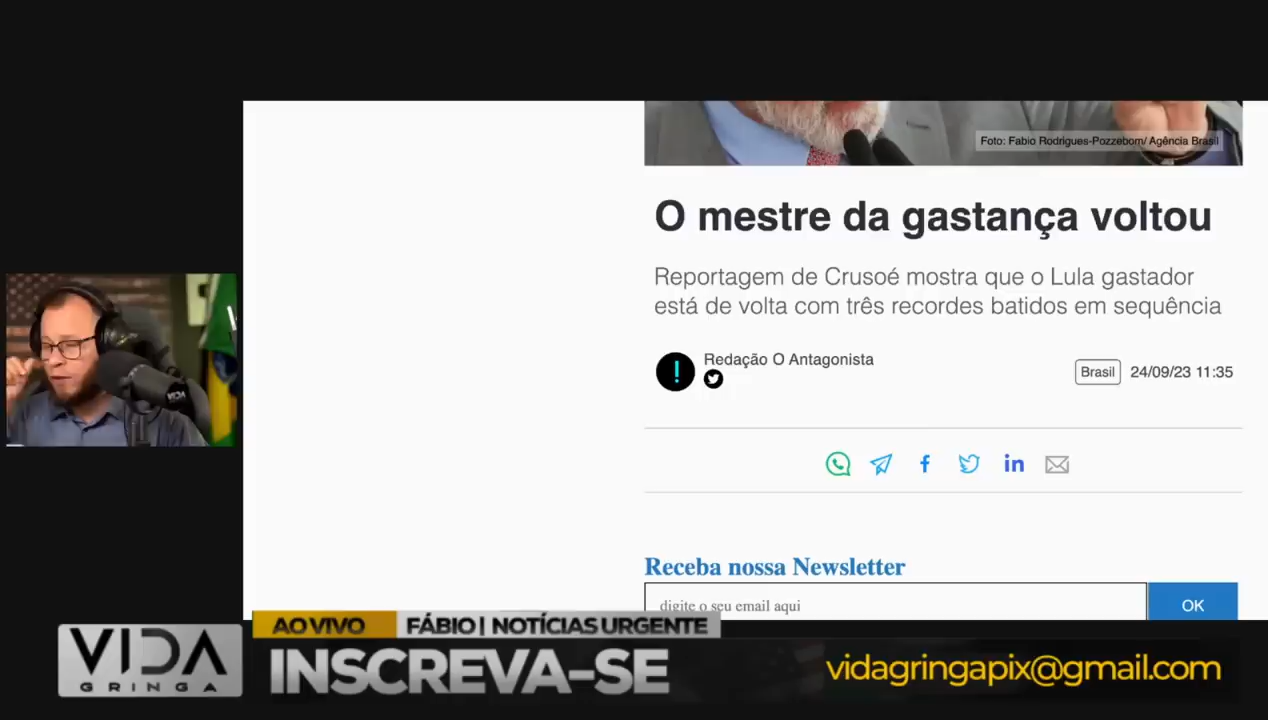 Foto: Fabio Rodrigues-Pozzebom/ Agência Brasil
O mestre da gastança voltou
Reportagem de Crusoé mostra que o Lula gastador
está de volta com três recordes batidos em sequência
Redação O Antagonista
Brasil
24/09/23 11:35
Receba nossa Newsletter
digite o seu email aqui
OK
VIDA
AO VIVO
FÁBIO | NOTÍCIAS URGENTE
VIDA
GRINGA
INSCREVA-SE
vidagringapix@gmail.com